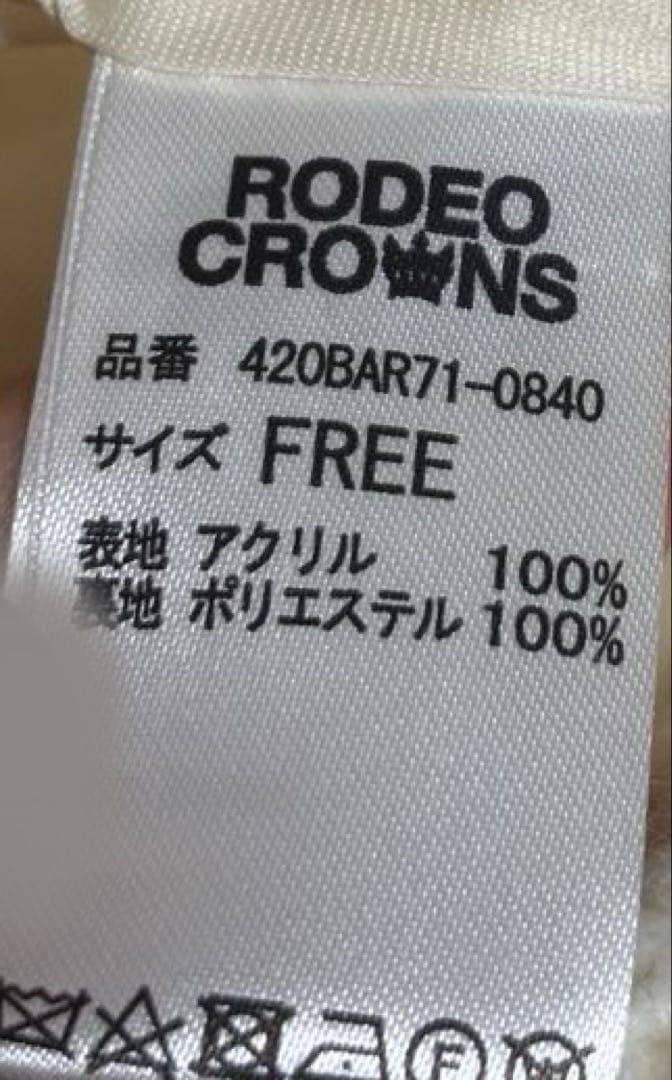 RODEO
CROWNS
品番 420BAR71-0840
サイズ FREE
表地 アクリル 100%
裏地 ポリエステル 100%
F
W